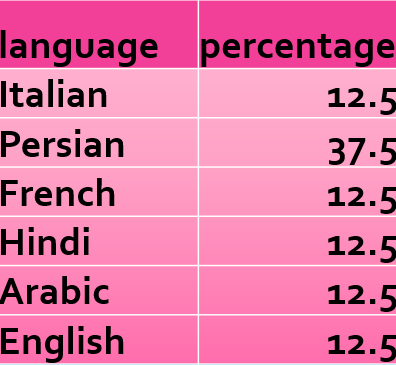 language percentage
Italian 12.5
Persian 37.5
French 12.5
Hindi 12.5
Arabic 12.5
English 12.5